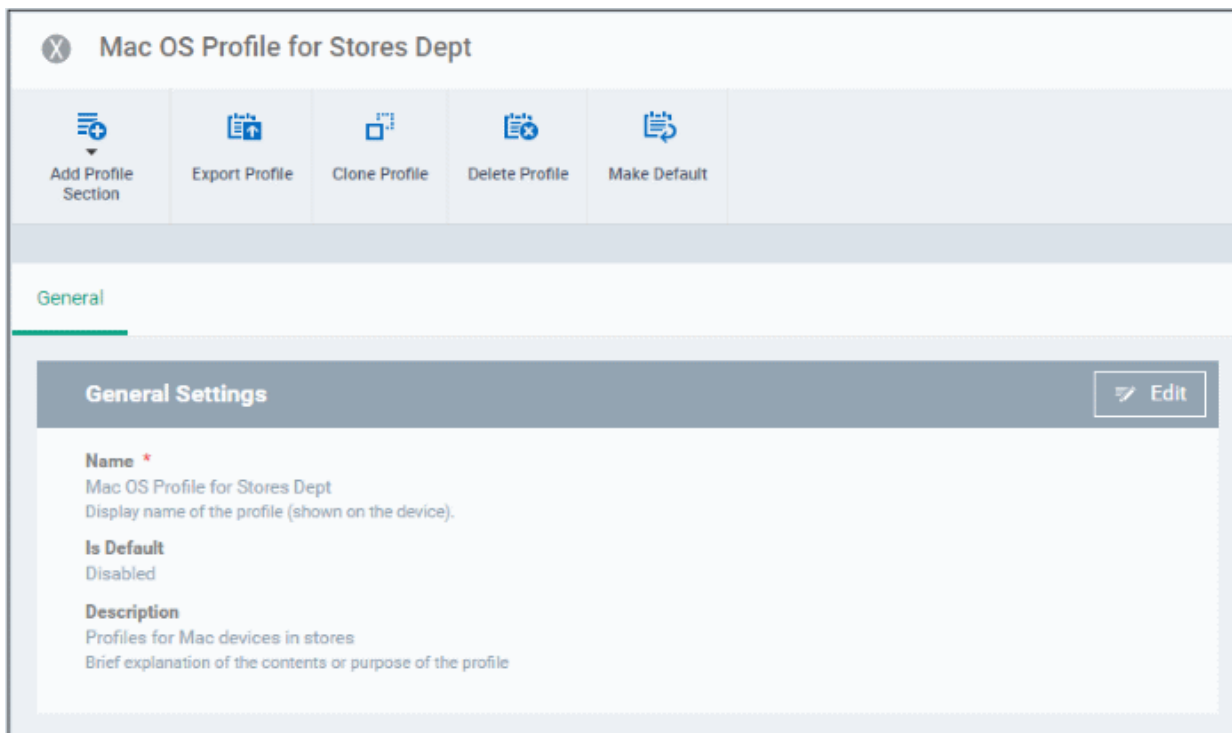 X Mac OS Profile for Stores Dept
Add Profile
Section
Export Profile
Clone Profile
Delete Profile
Make Default
General
General Settings
Edit
Name *
Mac OS Profile for Stores Dept
Display name of the profile (shown on the device).
Is Default
Disabled
Description
Profiles for Mac devices in stores
Brief explanation of the contents or purpose of the profile